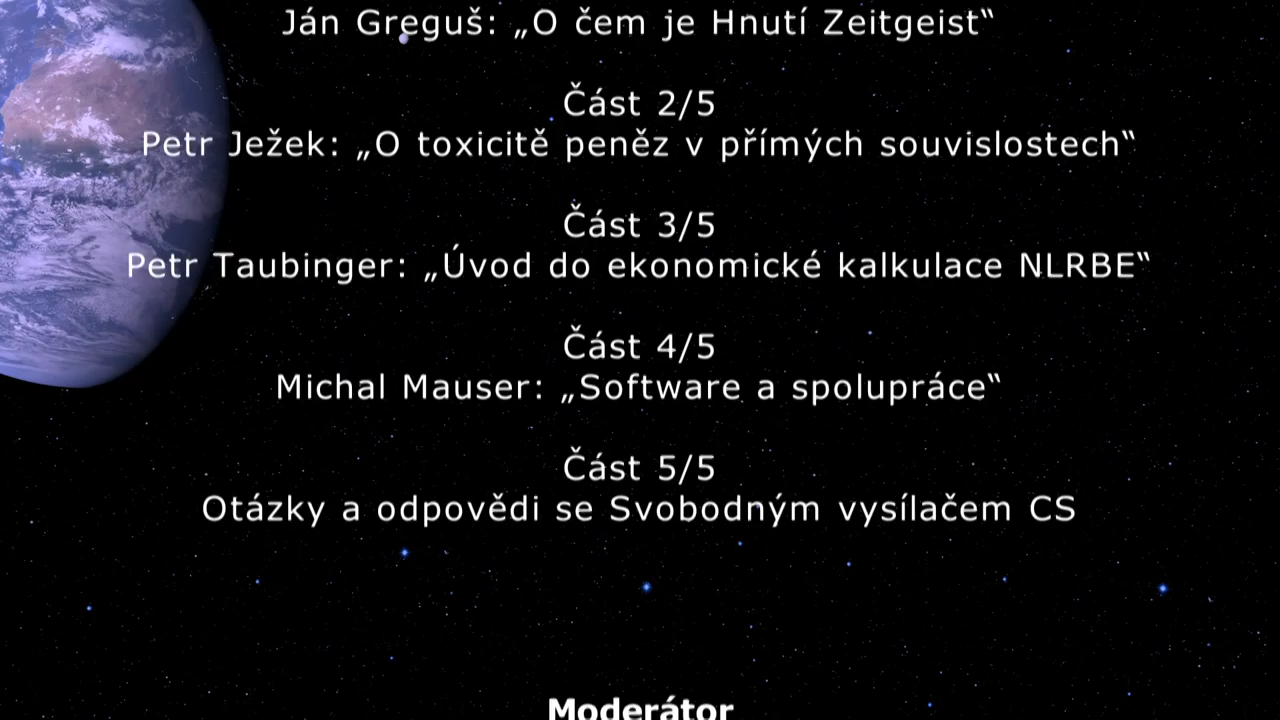 Ján Greguš: „O čem je Hnutí Zeitgeist“
Část 2/5
Petr Ježek: „O toxicitě peněz v přímých souvislostech“
Část 3/5
Petr Taubinger: „Úvod do ekonomické kalkulace NLRBE“
Část 4/5
Michal Mauser: „Software a spolupráce“
Část 5/5
Otázky a odpovědi se Svobodným vysílačem CS
Moderátor